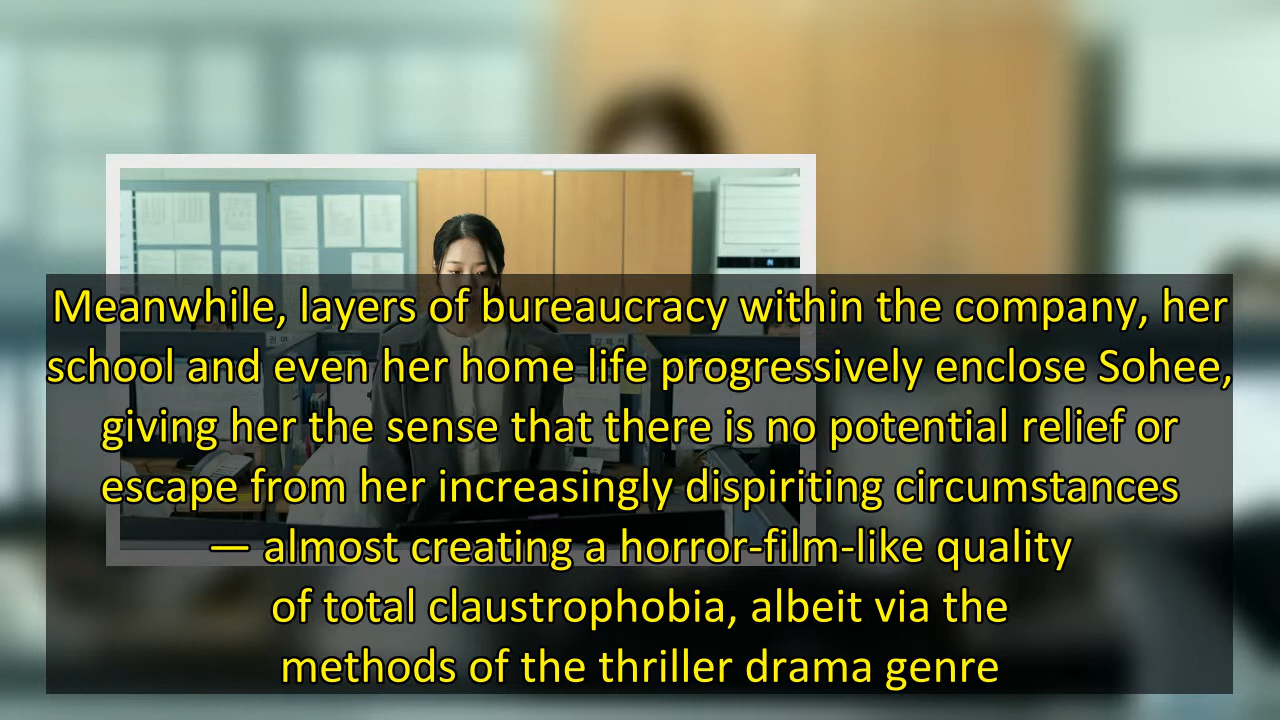 Meanwhile, layers of bureaucracy within the company, her
school and even her home life progressively enclose Sohee,
giving her the sense that there is no potential relief or
escape from her increasingly dispiriting circumstances
— almost creating a horror-film-like quality
of total claustrophobia, albeit via the
methods of the thriller drama genre